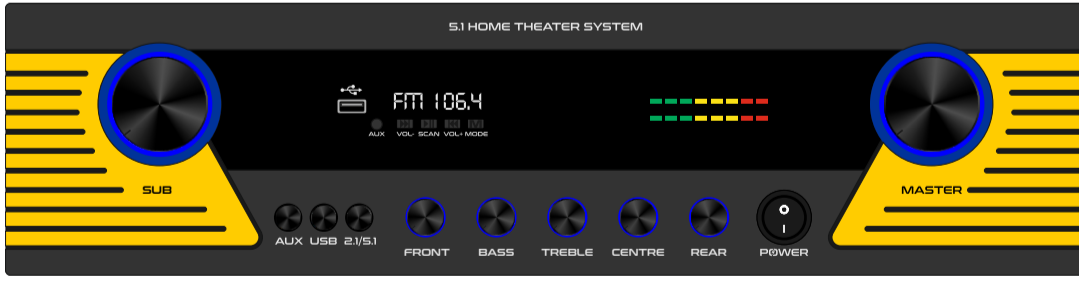 5.1 HOME THEATER SYSTEM
FM 106.4
AUX VOL- SCAN VOL+ MODE
SUB
MASTER
AUX USB 2.1/5.1
FRONT BASS TREBLE CENTRE REAR POWER